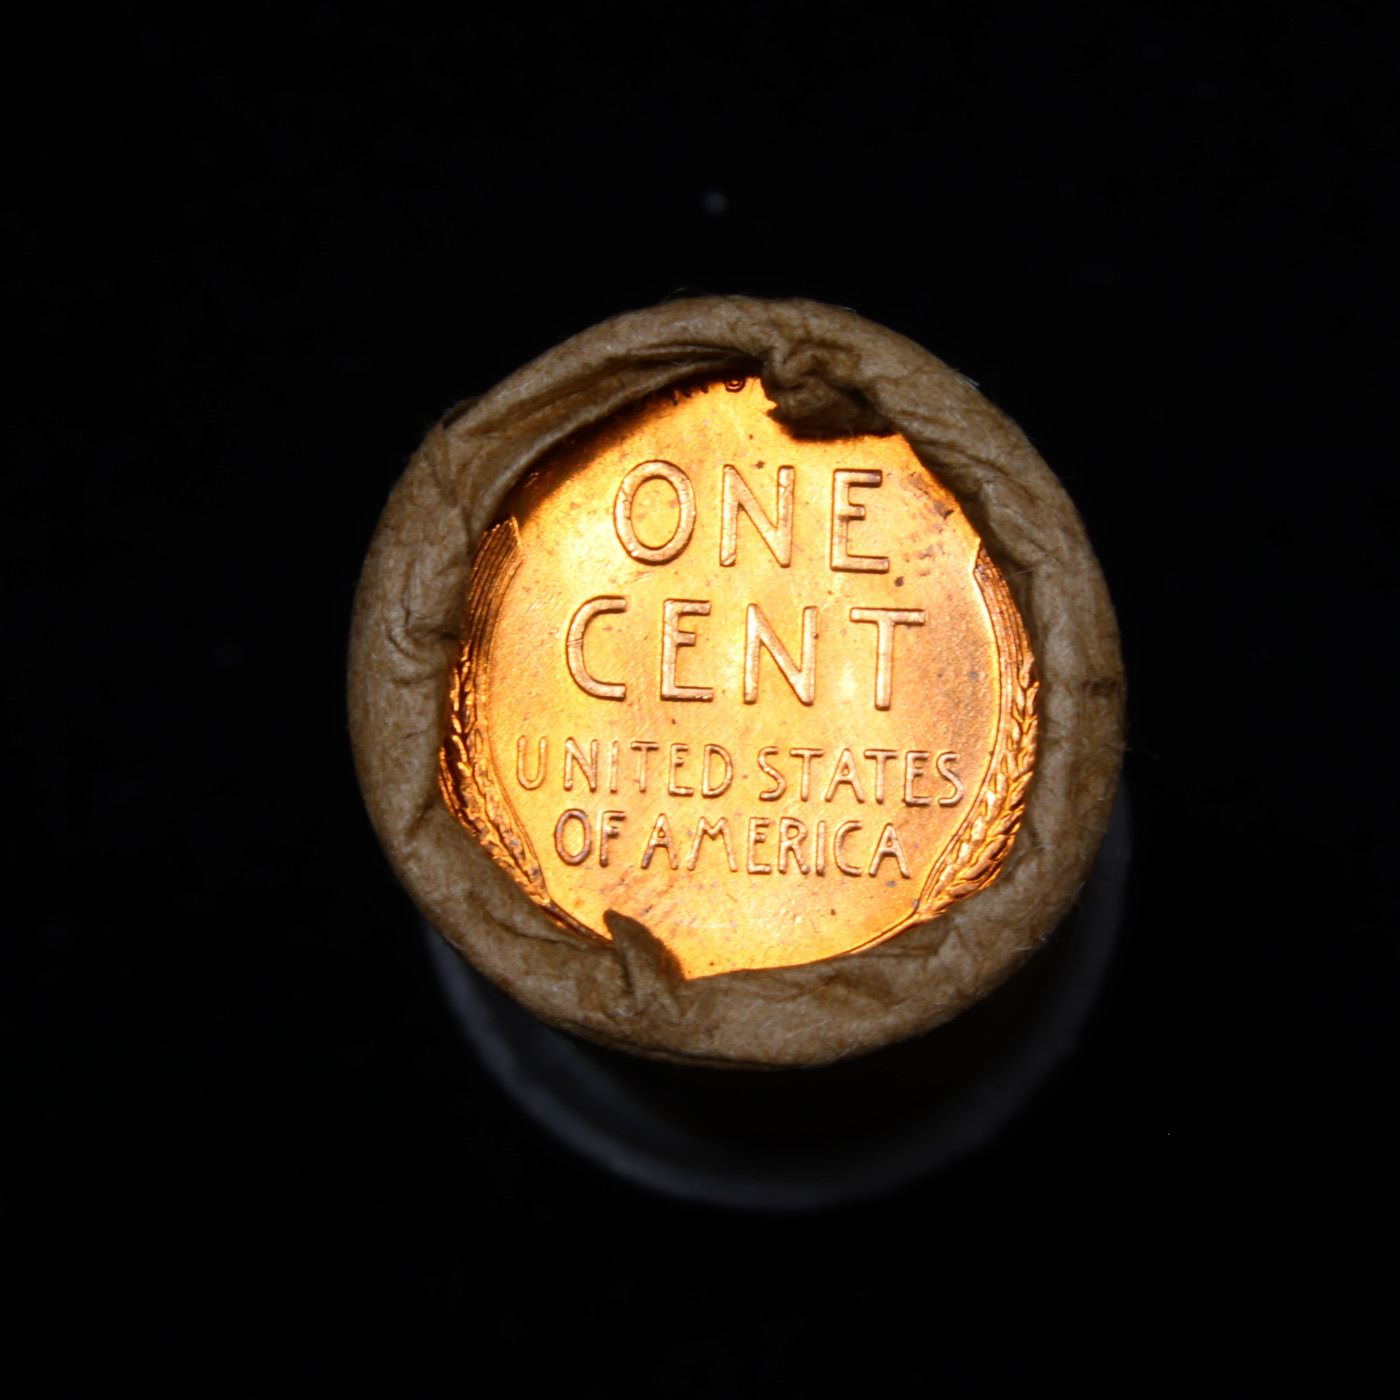 ONE
CENT
UNITED STATES
OF AMERICA